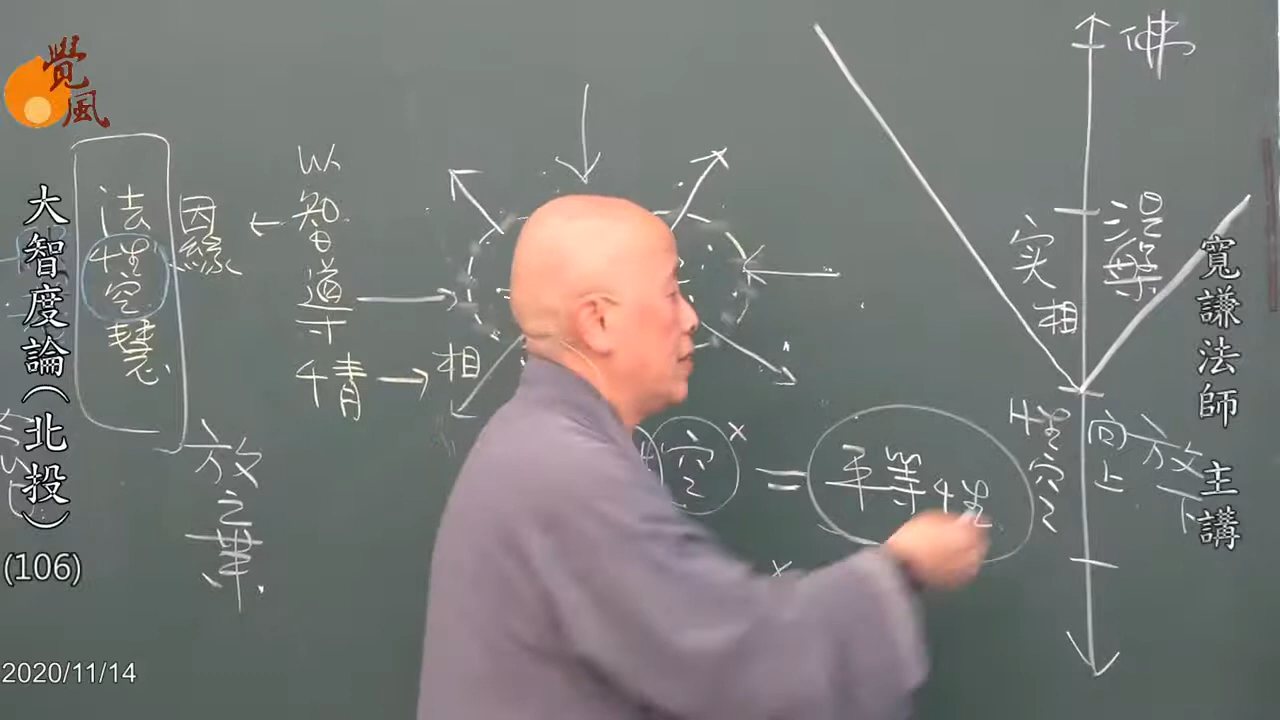 覺風
大智度論(北投)
(106)
2020/11/14
寬謙法師 主講
法性空慧
因緣
以智導情
相
放之
空
=
平等性
佛
涅槃
实相
性空
向上
放下